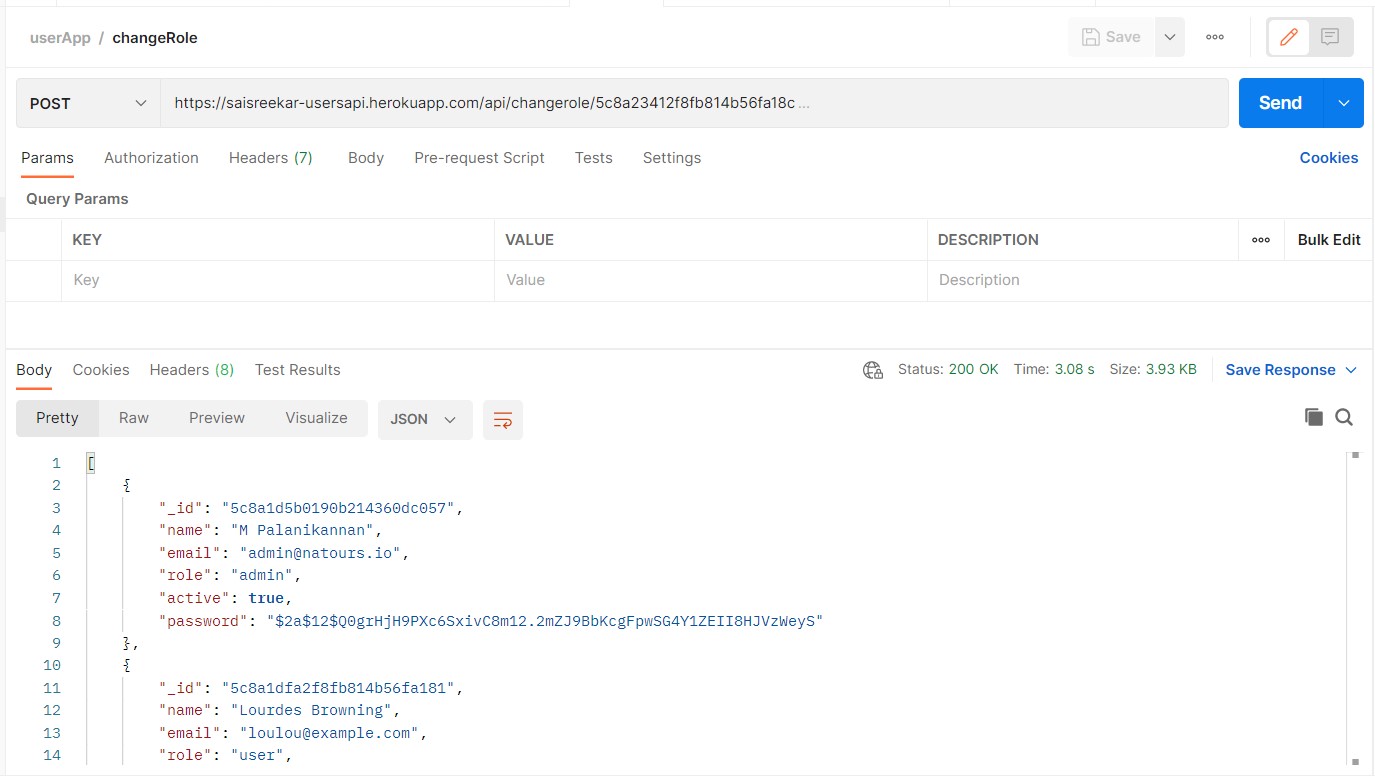 userApp / changeRole
Save
POST
https://saisreekar-usersapi.herokuapp.com/api/changerole/5c8a23412f8fb814b56fa18c ...
Send
Params Authorization Headers (7) Body Pre-request Script Tests Settings Cookies
Query Params
KEY VALUE DESCRIPTION Bulk Edit
Key Value Description
Body Cookies Headers (8) Test Results Status: 200 OK Time: 3.08 s Size: 3.93 KB Save Response
Pretty Raw Preview Visualize JSON
1 [
2 {
3 "_id": "5c8a1d5b0190b214360dc057",
4 "name": "M Palanikannan",
5 "email": "admin@natours.io",
6 "role": "admin",
7 "active": true,
8 "password": "$2a$12$Q0grHjH9PXc6SxivC8m12.2mZJ9BbKcgFpwSG4Y1ZEII8HJVzWeyS"
9 },
10 {
11 "_id": "5c8a1dfa2f8fb814b56fa181",
12 "name": "Lourdes Browning",
13 "email": "loulou@example.com",
14 "role": "user",